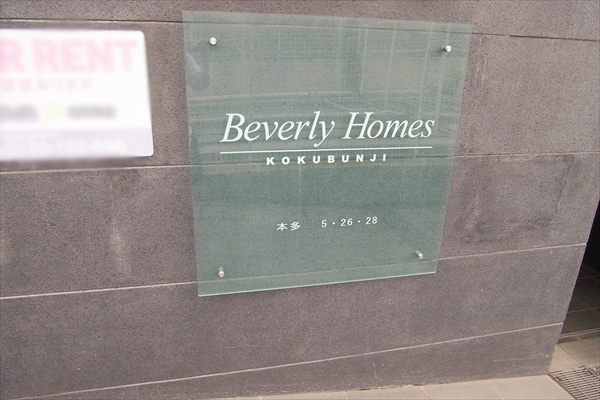 R RENT
Beverly Homes
KOKUBUNJI
本多 5・26・28